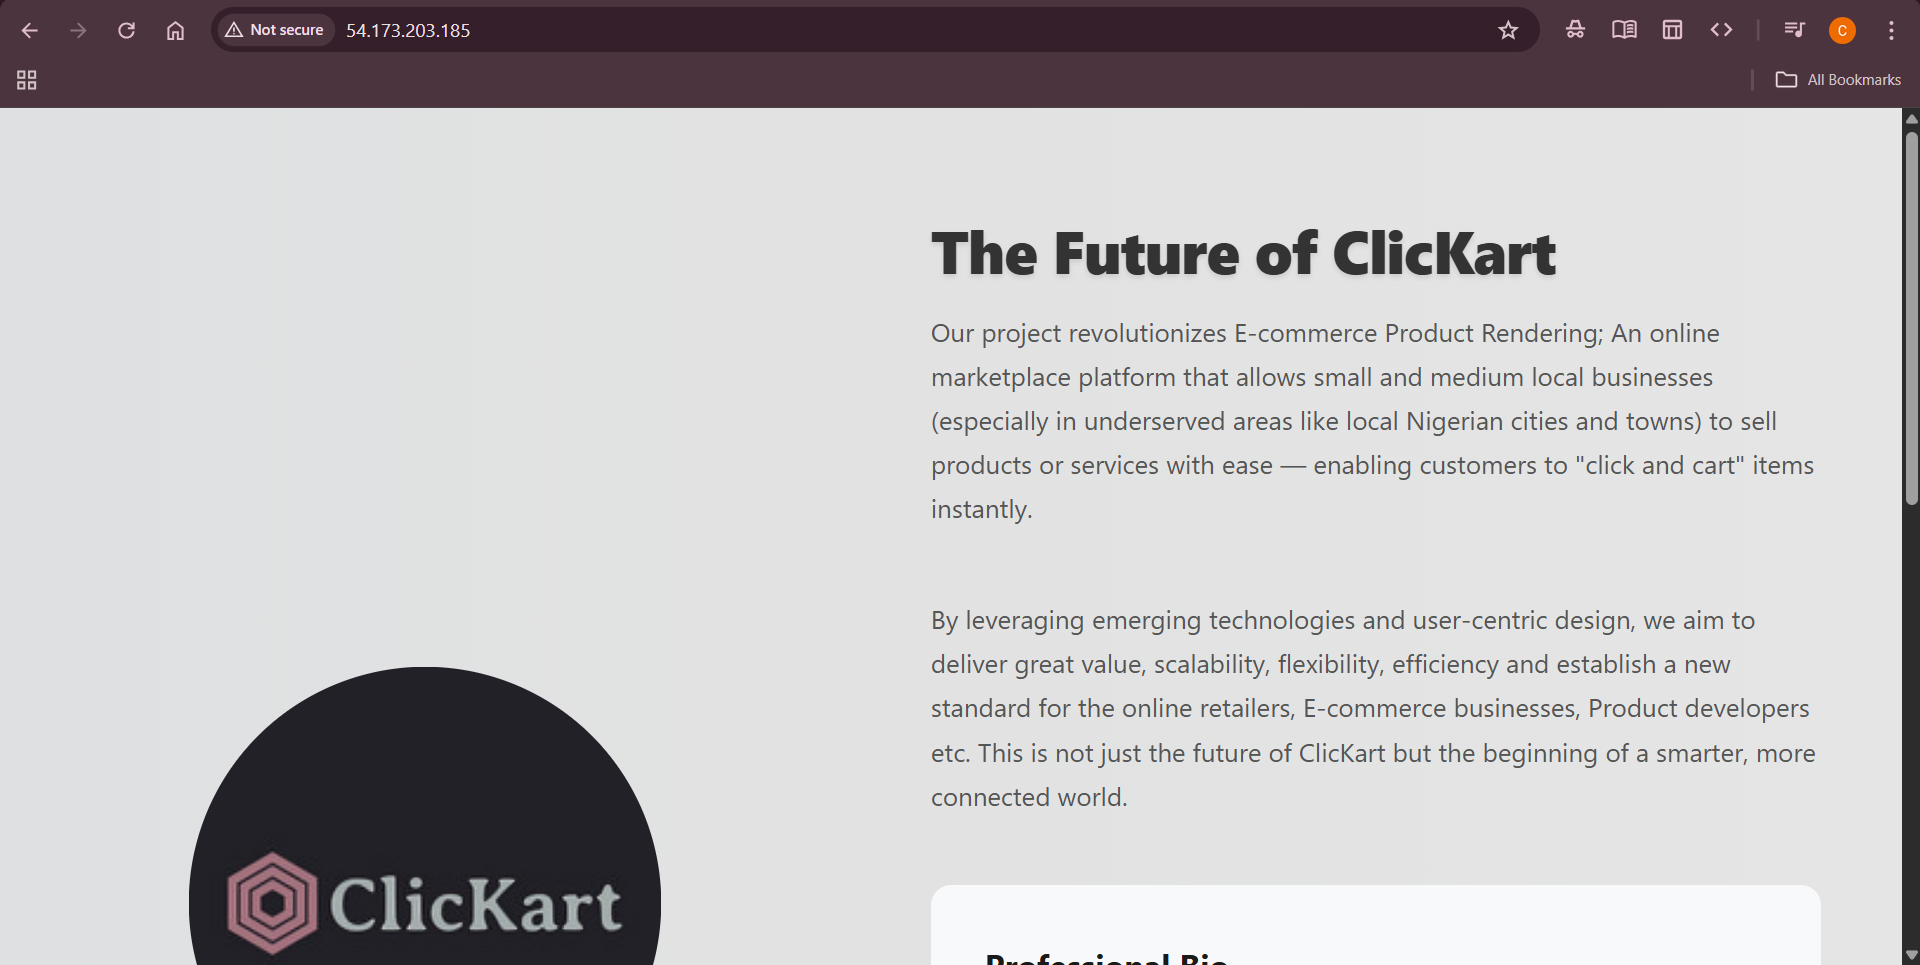 Not secure
54.173.203.185
C
All Bookmarks
The Future of ClicKart
Our project revolutionizes E-commerce Product Rendering; An online
marketplace platform that allows small and medium local businesses
(especially in underserved areas like local Nigerian cities and towns) to sell
products or services with ease — enabling customers to "click and cart" items
instantly.
By leveraging emerging technologies and user-centric design, we aim to
deliver great value, scalability, flexibility, efficiency and establish a new
standard for the online retailers, E-commerce businesses, Product developers
etc. This is not just the future of ClicKart but the beginning of a smarter, more
connected world.
ClicKart
Professional Bio